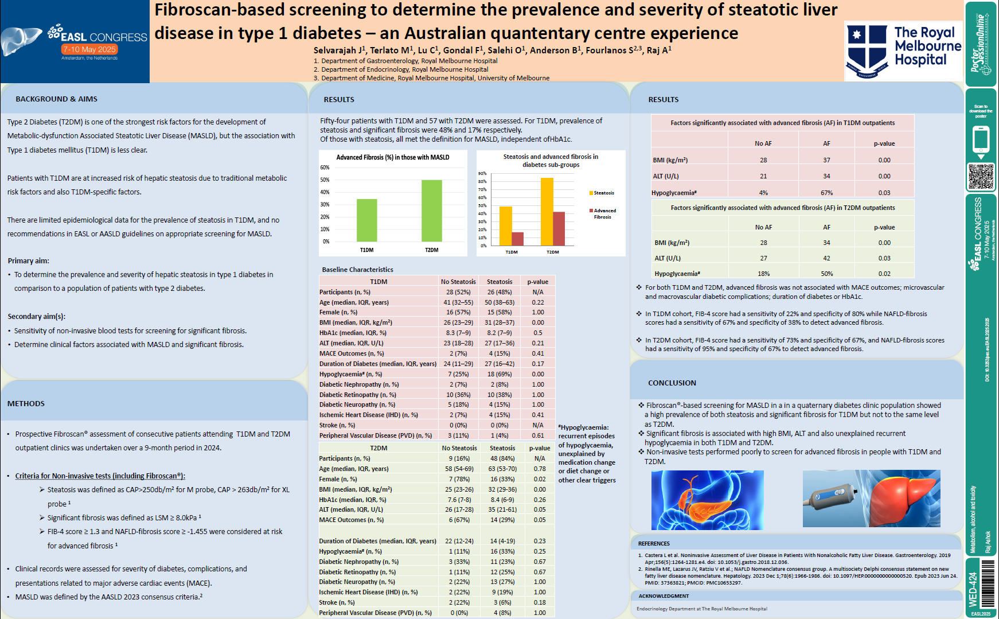 Fibroscan-based screening to determine the prevalence and severity of steatotic liver
disease in type 1 diabetes – an Australian quantentary centre experience
EASL CONGRESS
7-10 May 2025
Amsterdam, the Netherlands
Selvarajah J1, Terlato M1, Lu C1, Gondal F1, Salehi O1, Anderson B1, Fourlanos S2,3, Raj A1
1. Department of Gastroenterology, Royal Melbourne Hospital
2. Department of Endocrinology, Royal Melbourne Hospital
3. Department of Medicine, Royal Melbourne Hospital, University of Melbourne
The Royal
Melbourne
Hospital
BACKGROUND & AIMS
Type 2 Diabetes (T2DM) is one of the strongest risk factors for the development of
Metabolic-dysfunction Associated Steatotic Liver Disease (MASLD), but the association with
Type 1 diabetes mellitus (T1DM) is less clear.
Patients with T1DM are at increased risk of hepatic steatosis due to traditional metabolic
risk factors and also T1DM-specific factors.
There are limited epidemiological data for the prevalence of steatosis in T1DM, and no
recommendations in EASL or AASLD guidelines on appropriate screening for MASLD.
Primary aim:
• To determine the prevalence and severity of hepatic steatosis in type 1 diabetes in
comparison to a population of patients with type 2 diabetes.
Secondary aim(s):
• Sensitivity of non-invasive blood tests for screening for significant fibrosis.
• Determine clinical factors associated with MASLD and significant fibrosis.
METHODS
• Prospective Fibroscan® assessment of consecutive patients attending T1DM and T2DM
outpatient clinics was undertaken over a 9-month period in 2024.
• Criteria for Non-invasive tests (including Fibroscan®):
➢ Steatosis was defined as CAP>250db/m² for M probe, CAP > 263db/m² for XL
probe ¹
➢ Significant fibrosis was defined as LSM ≥ 8.0kPa ¹
➢ FIB-4 score ≥ 1.3 and NAFLD-fibrosis score ≥ -1.455 were considered at risk
for advanced fibrosis ¹
• Clinical records were assessed for severity of diabetes, complications, and
presentations related to major adverse cardiac events (MACE).
• MASLD was defined by the AASLD 2023 consensus criteria.²
RESULTS
Fifty-four patients with T1DM and 57 with T2DM were assessed. For T1DM, prevalence of
steatosis and significant fibrosis were 48% and 17% respectively.
Of those with steatosis, all met the definition for MASLD, independent ofHbA1c.
Advanced Fibrosis (%) in those with MASLD
60%
50%
40%
30%
20%
10%
0%
T1DM T2DM
Steatosis and advanced fibrosis in
diabetes sub-groups
90%
80%
70%
60%
50%
40%
30%
20%
10%
0%
T1DM T2DM
Steatosis
Advanced
Fibrosis
Baseline Characteristics
T1DM No Steatosis Steatosis p-value
Participants (n, %) 28 (52%) 26 (48%) N/A
Age (median, IQR, years) 41 (32–55) 50 (38–63) 0.22
Female (n, %) 16 (57%) 15 (58%) 1.00
BMI (median, IQR, kg/m²) 26 (23–29) 31 (28–37) 0.00
HbA1c (median, IQR, %) 8.3 (7–9) 8.2 (7–9) 0.5
ALT (median, IQR, U/L) 23 (18–28) 27 (17–36) 0.21
MACE Outcomes (n, %) 2 (7%) 4 (15%) 0.41
Duration of Diabetes (median, IQR, years) 24 (11–29) 27 (16–42) 0.17
Hypoglycaemia# (n, %) 7 (25%) 18 (69%) 0.00
Diabetic Nephropathy (n, %) 2 (7%) 2 (8%) 1.00
Diabetic Retinopathy (n, %) 10 (36%) 10 (38%) 1.00
Diabetic Neuropathy (n, %) 5 (18%) 4 (15%) 1.00
Ischemic Heart Disease (IHD) (n, %) 2 (7%) 4 (15%) 0.41
Stroke (n, %) 0 (0%) 0 (0%) N/A
Peripheral Vascular Disease (PVD) (n, %) 3 (11%) 1 (4%) 0.61
T2DM No Steatosis Steatosis p-value
Participants (n, %) 9 (16%) 48 (84%) N/A
Age (median, IQR, years) 58 (54-69) 63 (53-70) 0.78
Female (n, %) 7 (78%) 16 (33%) 0.02
BMI (median, IQR, kg/m²) 25 (23-26) 32 (29-36) 0.00
HbA1c (median, IQR, %) 7.6 (7-8) 8.4 (6-9) 0.26
ALT (median, IQR, U/L) 26 (17-28) 35 (21-61) 0.05
MACE Outcomes (n, %) 6 (67%) 14 (29%) 0.05
Duration of Diabetes (median, IQR, years) 22 (12-24) 14 (4-19) 0.23
Hypoglycaemia# (n, %) 1 (11%) 16 (33%) 0.25
Diabetic Nephropathy (n, %) 3 (33%) 11 (23%) 0.67
Diabetic Retinopathy (n, %) 1 (11%) 12 (25%) 0.67
Diabetic Neuropathy (n, %) 2 (22%) 13 (27%) 1.00
Ischemic Heart Disease (IHD) (n, %) 2 (22%) 9 (19%) 1.00
Stroke (n, %) 2 (22%) 3 (6%) 0.18
Peripheral Vascular Disease (PVD) (n, %) 0 (0%) 4 (8%) 1.00
#Hypoglycaemia:
recurrent episodes
of hypoglycaemia,
unexplained by
medication change
or diet change or
other clear triggers
RESULTS
Factors significantly associated with advanced fibrosis (AF) in T1DM outpatients
No AF AF p-value
BMI (kg/m²) 28 37 0.00
ALT (U/L) 21 34 0.00
Hypoglycaemia# 4% 67% 0.03
Factors significantly associated with advanced fibrosis (AF) in T2DM outpatients
No AF AF p-value
BMI (kg/m²) 28 34 0.00
ALT (U/L) 27 42 0.03
Hypoglycaemia# 18% 50% 0.02
❖ For both T1DM and T2DM, advanced fibrosis was not associated with MACE outcomes; microvascular
and macrovascular diabetic complications; duration of diabetes or HbA1c.
❖ In T1DM cohort, FIB-4 score had a sensitivity of 22% and specificity of 80% while NAFLD-fibrosis
scores had a sensitivity of 67% and specificity of 38% to detect advanced fibrosis.
❖ In T2DM cohort, FIB-4 score had a sensitivity of 73% and specificity of 67%, and NAFLD-fibrosis scores
had a sensitivity of 95% and specificity of 67% to detect advanced fibrosis.
CONCLUSION
❖ Fibroscan®-based screening for MASLD in a in a quaternary diabetes clinic population showed
a high prevalence of both steatosis and significant fibrosis for T1DM but not to the same level
as T2DM.
❖ Significant fibrosis is associated with high BMI, ALT and also unexplained recurrent
hypoglycaemia in both T1DM and T2DM.
❖ Non-invasive tests performed poorly to screen for advanced fibrosis in people with T1DM and
T2DM.
REFERENCES
1. Castera L et al. Noninvasive Assessment of Liver Disease in Patients With Nonalcoholic Fatty Liver Disease. Gastroenterology. 2019
Apr;156(5):1264-1281.e4. doi: 10.1053/j.gastro.2018.12.036.
2. Rinella ME, Lazarus JV, Ratziu V et al.; NAFLD Nomenclature consensus group. A multisociety Delphi consensus statement on new
fatty liver disease nomenclature. Hepatology. 2023 Dec 1;78(6):1966-1986. doi: 10.1097/HEP.0000000000000520. Epub 2023 Jun 24.
PMID: 37363821; PMCID: PMC10653297.
ACKNOWLEDGMENT
Endocrinology Department at The Royal Melbourne Hospital
Poster
SessionOnline
Scan to
download the
poster
EASL CONGRESS
7-10 May 2025
Amsterdam, the Netherlands
Metabolism, alcohol and toxicity
Raj Ashok
WED-424
EASL2025